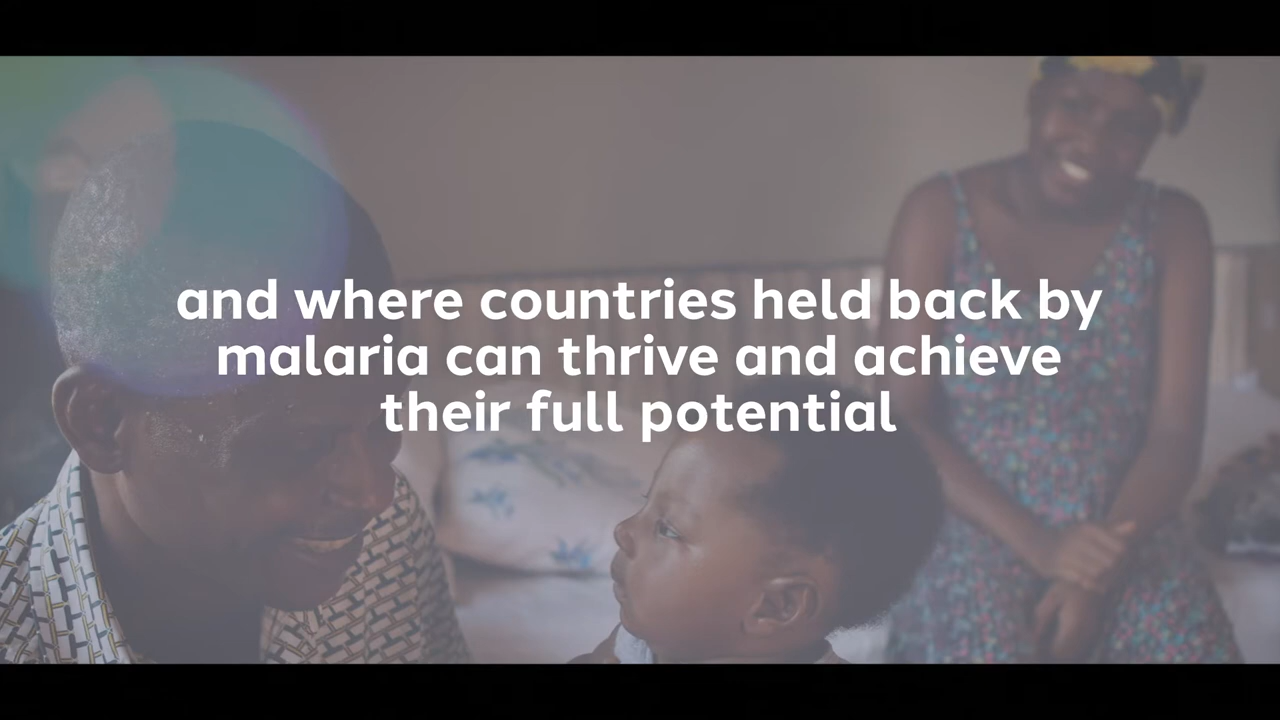 and where countries held back by
malaria can thrive and achieve
their full potential